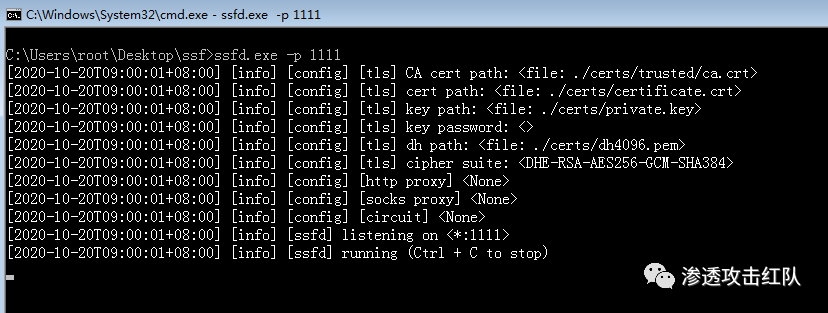 C:\Windows\System32\cmd.exe - ssfd.exe  -p 1111
C:\Users\root\Desktop\ssf>ssfd.exe -p 1111
[2020-10-20T09:00:01+08:00] [info] [config] [tls] CA cert path: <file: ./certs/trusted/ca.crt>
[2020-10-20T09:00:01+08:00] [info] [config] [tls] cert path: <file: ./certs/certificate.crt>
[2020-10-20T09:00:01+08:00] [info] [config] [tls] key path: <file: ./certs/private.key>
[2020-10-20T09:00:01+08:00] [info] [config] [tls] key password: <>
[2020-10-20T09:00:01+08:00] [info] [config] [tls] dh path: <file: ./certs/dh4096.pem>
[2020-10-20T09:00:01+08:00] [info] [config] [tls] cipher suite: <DHE-RSA-AES256-GCM-SHA384>
[2020-10-20T09:00:01+08:00] [info] [config] [http proxy] <None>
[2020-10-20T09:00:01+08:00] [info] [config] [socks proxy] <None>
[2020-10-20T09:00:01+08:00] [info] [config] [circuit] <None>
[2020-10-20T09:00:01+08:00] [info] [ssfd] listening on <*:1111>
[2020-10-20T09:00:01+08:00] [info] [ssfd] running (Ctrl + C to stop)
渗透攻击红队